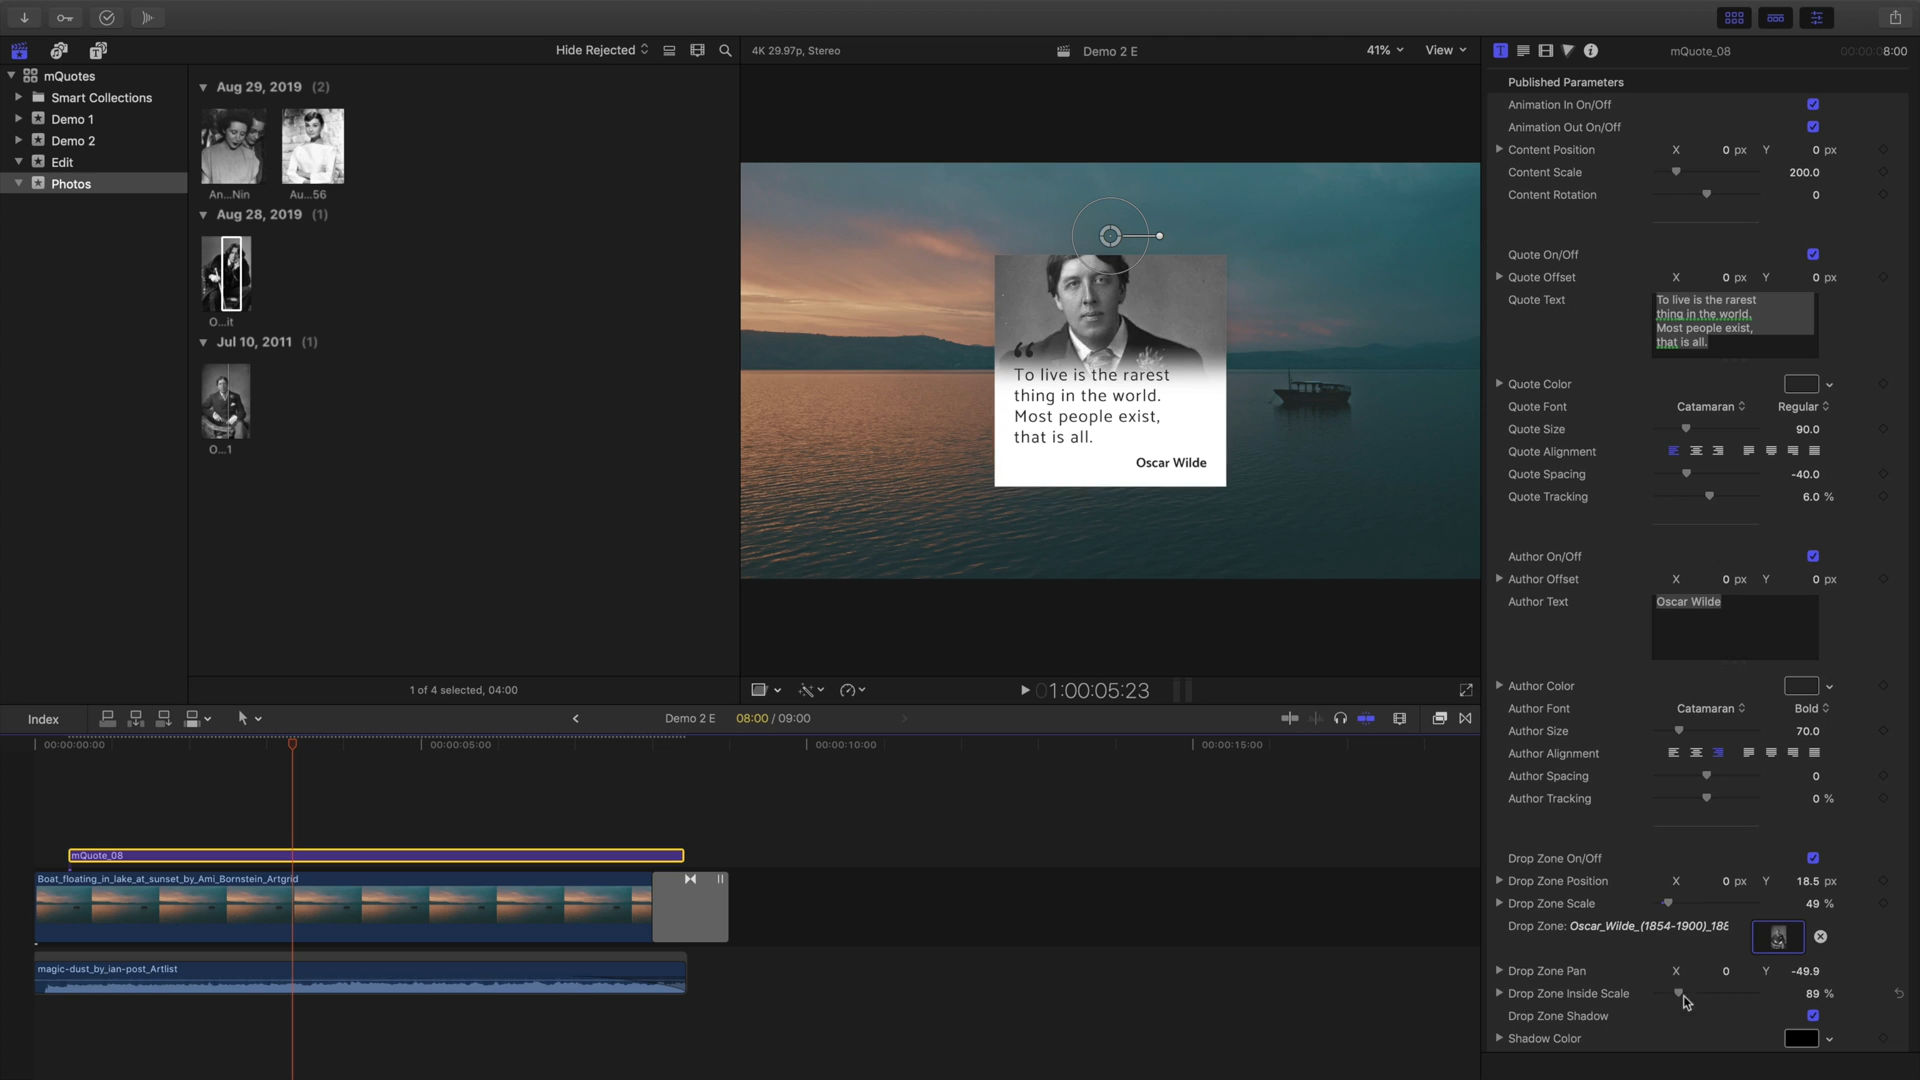 Hide Rejected
4K 29.97p, Stereo
Demo 2 E
41%
View
mQuote_08
00:00:08:00
mQuotes
Smart Collections
Demo 1
Demo 2
Edit
Photos
Aug 29, 2019 (2)
An...Nin
Au...56
Aug 28, 2019 (1)
O...it
Jul 10, 2011 (1)
O...1
1 of 4 selected, 04:00
“
To live is the rarest
thing in the world.
Most people exist,
that is all.
Oscar Wilde
01:00:05:23
Published Parameters
Animation In On/Off
Animation Out On/Off
Content Position X 0 px Y 0 px
Content Scale 200.0
Content Rotation 0
Quote On/Off
Quote Offset X 0 px Y 0 px
Quote Text
To live is the rarest
thing in the world.
Most people exist,
that is all.
Quote Color
Quote Font Catamaran Regular
Quote Size 90.0
Quote Alignment
Quote Spacing -40.0
Quote Tracking 6.0 %
Author On/Off
Author Offset X 0 px Y 0 px
Author Text Oscar Wilde
Author Color
Author Font Catamaran Bold
Author Size 70.0
Author Alignment
Author Spacing 0
Author Tracking 0 %
Drop Zone On/Off
Drop Zone Position X 0 px Y 18.5 px
Drop Zone Scale 49 %
Drop Zone: Oscar_Wilde_(1854-1900)_188
Drop Zone Pan X 0 Y -49.9
Drop Zone Inside Scale 89 %
Drop Zone Shadow
Shadow Color
Index
Demo 2 E
08:00 / 09:00
00:00:00:00
00:00:05:00
00:00:10:00
00:00:15:00
mQuote_08
Boat_floating_in_lake_at_sunset_by_Ami_Bornstein_Artgrid
magic-dust_by_ian-post_Artlist